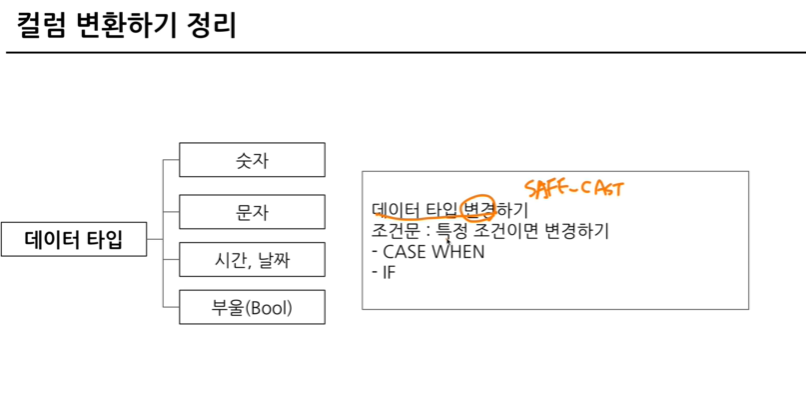 컬럼 변환하기 정리
데이터 타입
숫자
문자
시간, 날짜
부울(Bool)
SAFE_CAST
데이터 타입 변경하기
조건문 : 특정 조건이면 변경하기
- CASE WHEN
- IF